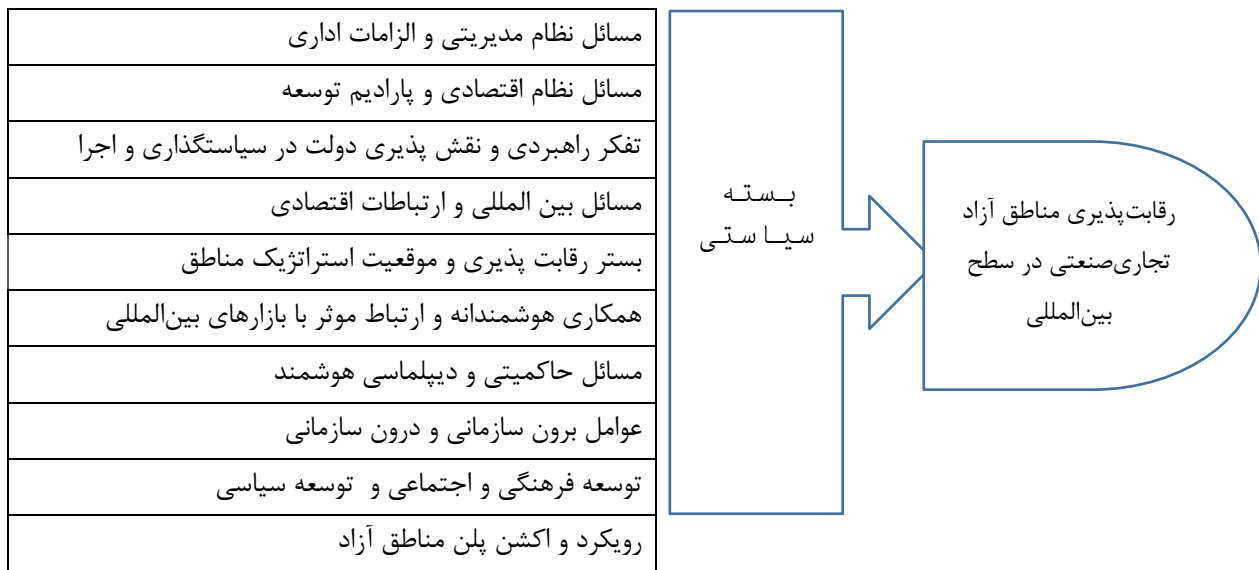 مسائل نظام مدیریتی و الزامات اداری
مسائل نظام اقتصادی و پارادیم توسعه
تفکر راهبردی و نقش پذیری دولت در سیاستگذاری و اجرا
مسائل بین المللی و ارتباطات اقتصادی
بستر رقابت پذیری و موقعیت استراتژیک مناطق
همکاری هوشمندانه و ارتباط موثر با بازارهای بین‌المللی
مسائل حاکمیتی و دیپلماسی هوشمند
عوامل برون سازمانی و درون سازمانی
توسعه فرهنگی و اجتماعی و توسعه سیاسی
رویکرد و اکشن پلن مناطق آزاد
بسته
سیاستی
رقابت‌پذیری مناطق آزاد
تجاری‌صنعتی در سطح
بین‌المللی